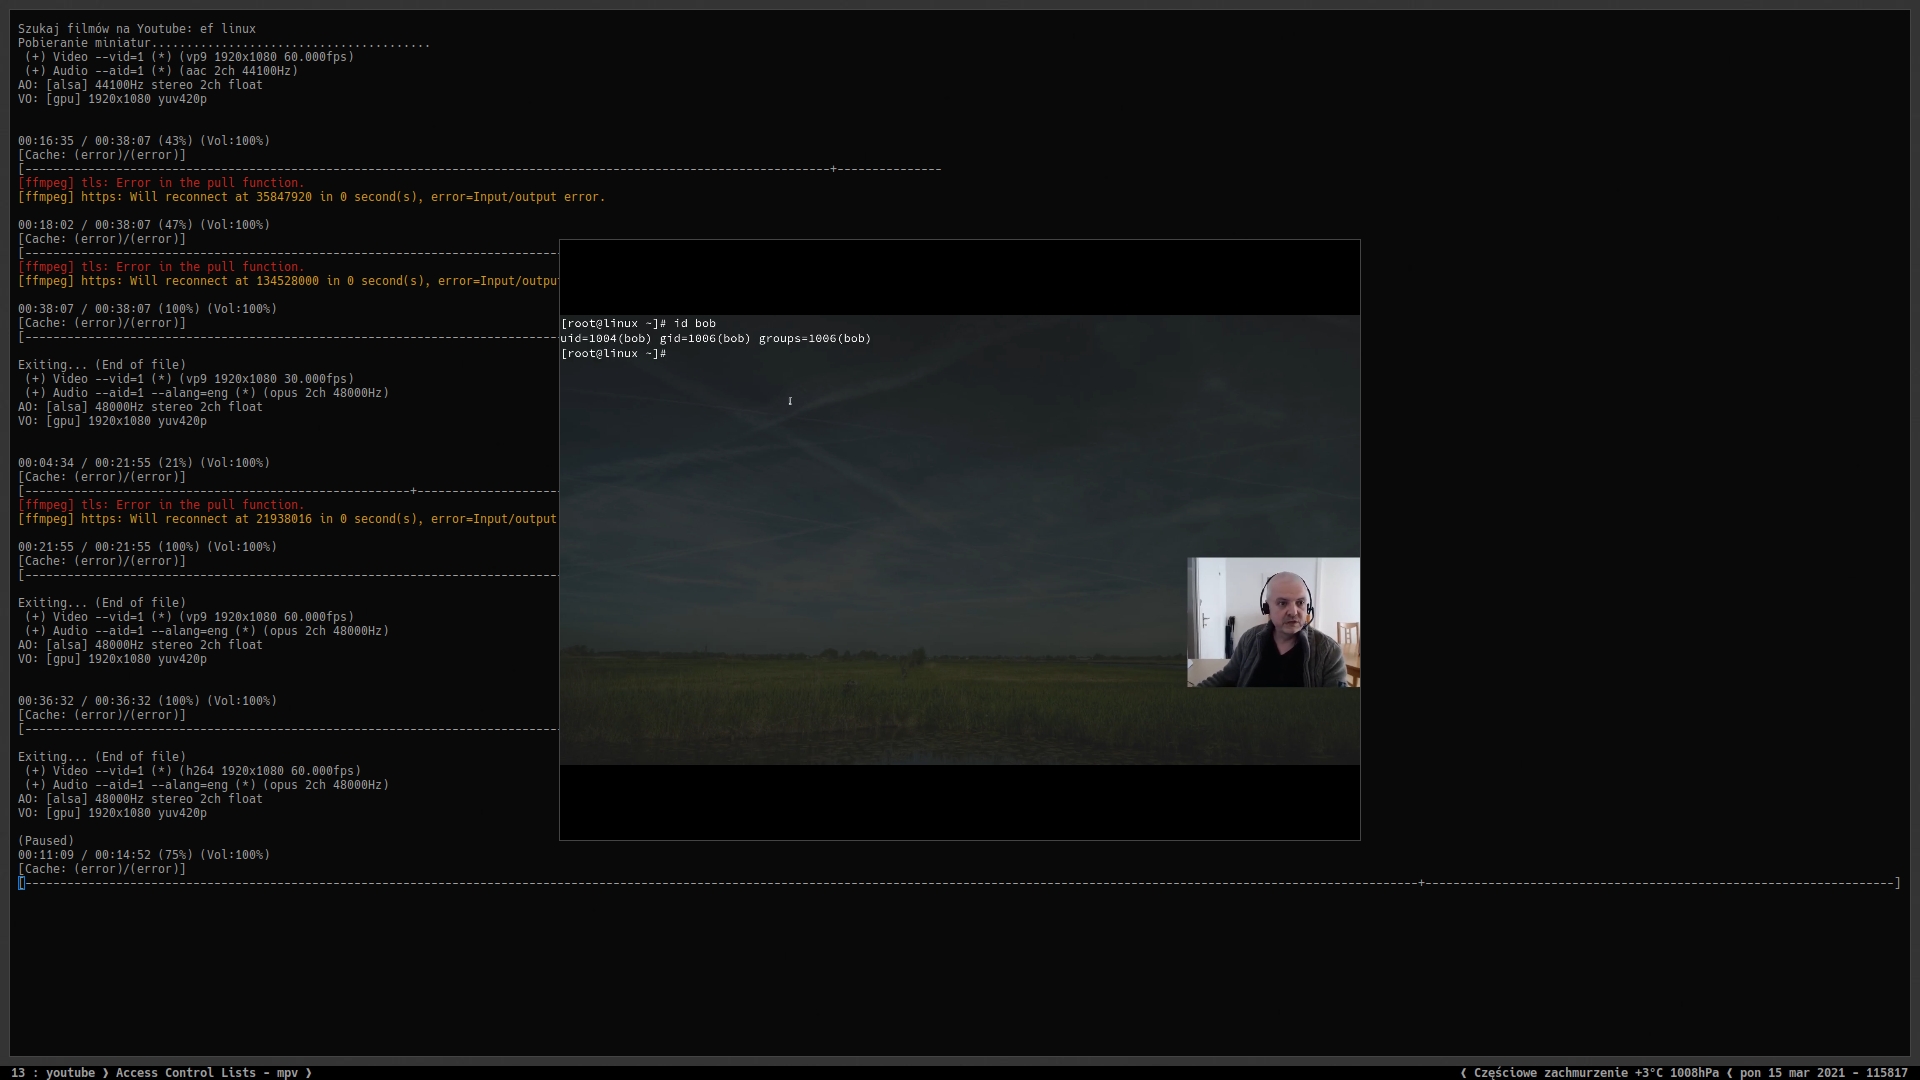 Szukaj filmów na Youtube: ef linux
Pobieranie miniatur........................................
(+) Video --vid=1 (*) (vp9 1920x1080 60.000fps)
(+) Audio --aid=1 (*) (aac 2ch 44100Hz)
AO: [alsa] 44100Hz stereo 2ch float
VO: [gpu] 1920x1080 yuv420p
00:16:35 / 00:38:07 (43%) (Vol:100%)
[Cache: (error)/(error)]
[-------------------------------------------------------------------------------------------------------------------+---------------
[ffmpeg] tls: Error in the pull function.
[ffmpeg] https: Will reconnect at 35847920 in 0 second(s), error=Input/output error.
00:18:02 / 00:38:07 (47%) (Vol:100%)
[Cache: (error)/(error)]
[----------------------------------------------------------------------------
[ffmpeg] tls: Error in the pull function.
[ffmpeg] https: Will reconnect at 134528000 in 0 second(s), error=Input/outpu
00:38:07 / 00:38:07 (100%) (Vol:100%)
[Cache: (error)/(error)]
[----------------------------------------------------------------------------
Exiting... (End of file)
(+) Video --vid=1 (*) (vp9 1920x1080 30.000fps)
(+) Audio --aid=1 --alang=eng (*) (opus 2ch 48000Hz)
AO: [alsa] 48000Hz stereo 2ch float
VO: [gpu] 1920x1080 yuv420p
00:04:34 / 00:21:55 (21%) (Vol:100%)
[Cache: (error)/(error)]
[-------------------------------------------------------+--------------------
[ffmpeg] tls: Error in the pull function.
[ffmpeg] https: Will reconnect at 21938016 in 0 second(s), error=Input/output
00:21:55 / 00:21:55 (100%) (Vol:100%)
[Cache: (error)/(error)]
[----------------------------------------------------------------------------
Exiting... (End of file)
(+) Video --vid=1 (*) (vp9 1920x1080 60.000fps)
(+) Audio --aid=1 --alang=eng (*) (opus 2ch 48000Hz)
AO: [alsa] 48000Hz stereo 2ch float
VO: [gpu] 1920x1080 yuv420p
00:36:32 / 00:36:32 (100%) (Vol:100%)
[Cache: (error)/(error)]
[----------------------------------------------------------------------------
Exiting... (End of file)
(+) Video --vid=1 (*) (h264 1920x1080 60.000fps)
(+) Audio --aid=1 --alang=eng (*) (opus 2ch 48000Hz)
AO: [alsa] 48000Hz stereo 2ch float
VO: [gpu] 1920x1080 yuv420p
(Paused)
00:11:09 / 00:14:52 (75%) (Vol:100%)
[Cache: (error)/(error)]
[-------------------------------------------------------------------------------------------------------------------------------------------------------------------------------------------------------+-------------------------------------------------------------------]
[root@linux ~]# id bob
uid=1004(bob) gid=1006(bob) groups=1006(bob)
[root@linux ~]#
13 : youtube ❫ Access Control Lists - mpv ❫
❪ Częściowe zachmurzenie +3°C 1008hPa ❪ pon 15 mar 2021 - 115817